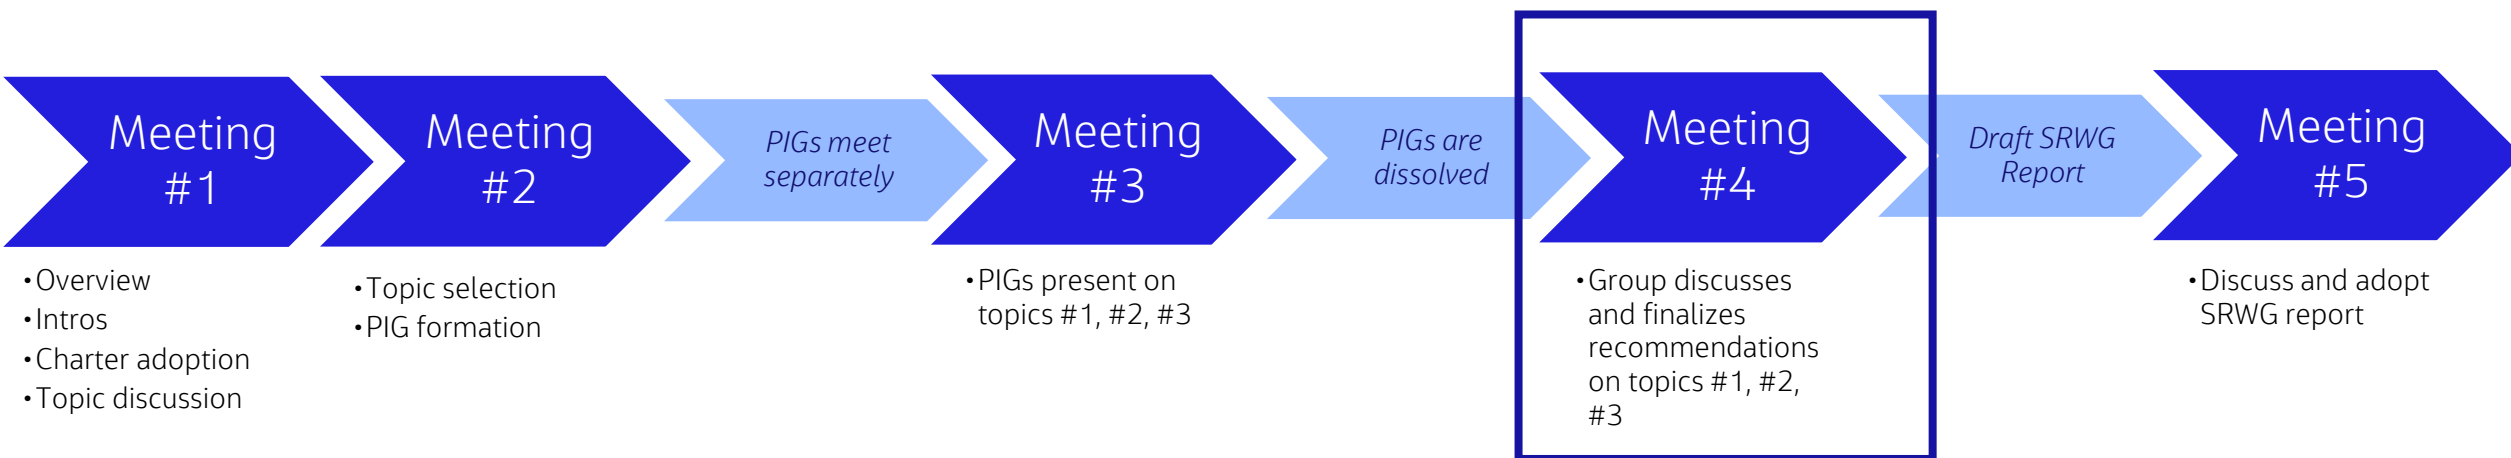 Meeting
#1
Meeting
#2
PIGs meet
separately
Meeting
#3
PIGs are
dissolved
Meeting
#4
Draft SRWG
Report
Meeting
#5
•Overview
•Intros
•Charter adoption
•Topic discussion
•Topic selection
•PIG formation
•PIGs present on
topics #1, #2, #3
•Group discusses
and finalizes
recommendations
on topics #1, #2,
#3
•Discuss and adopt
SRWG report